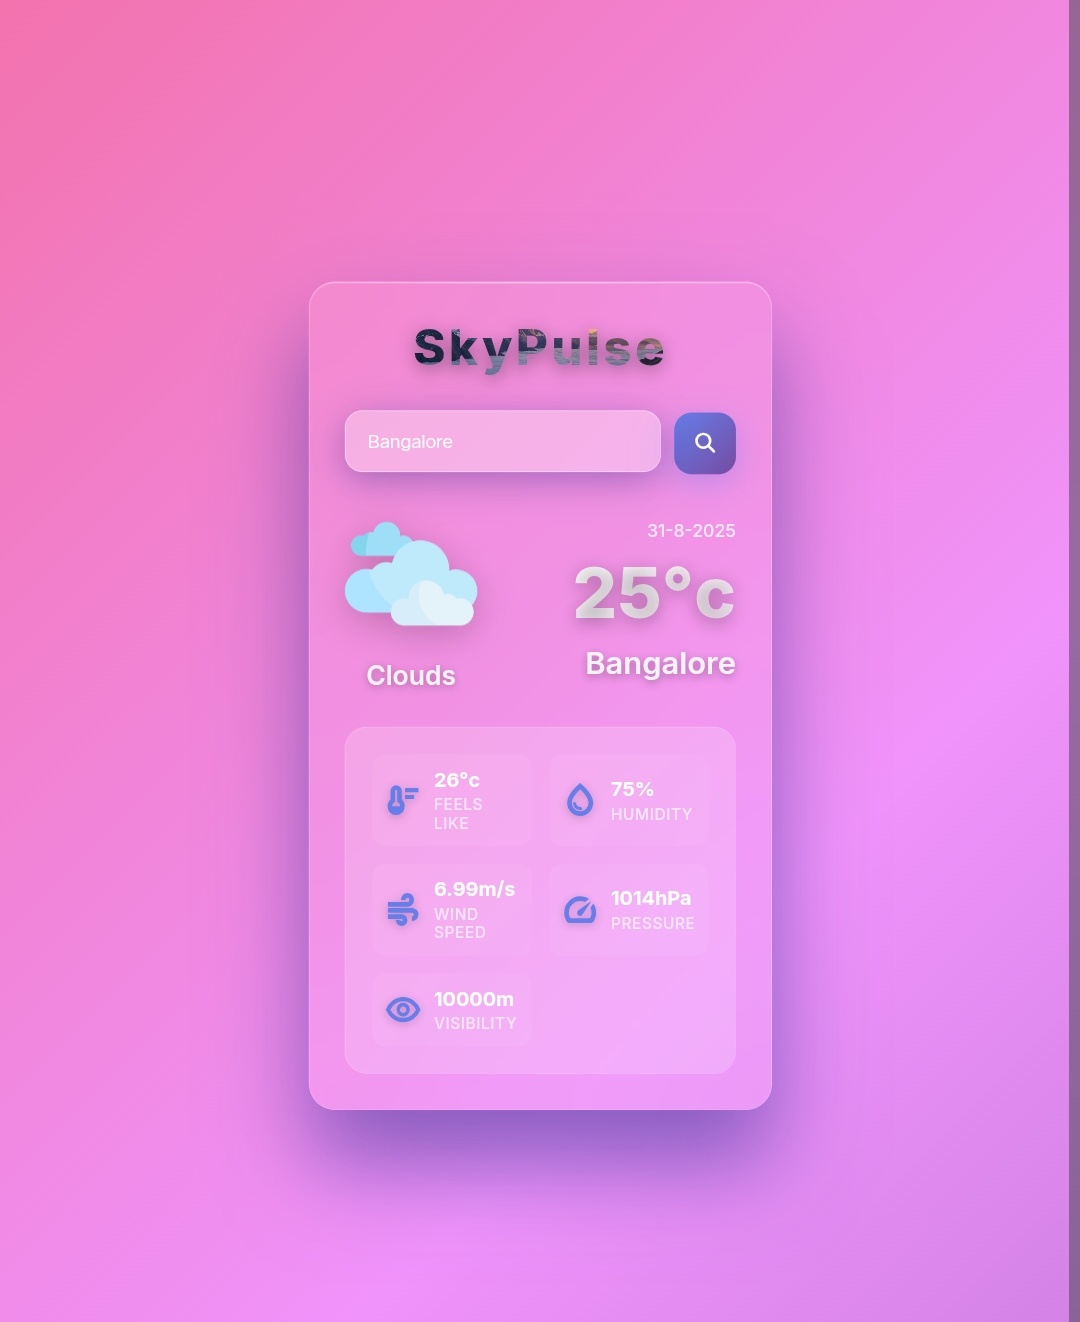 SkyPulse
Bangalore
31-8-2025
25°c
Bangalore
Clouds
26°c
FEELS
LIKE
75%
HUMIDITY
6.99m/s
WIND
SPEED
1014hPa
PRESSURE
10000m
VISIBILITY